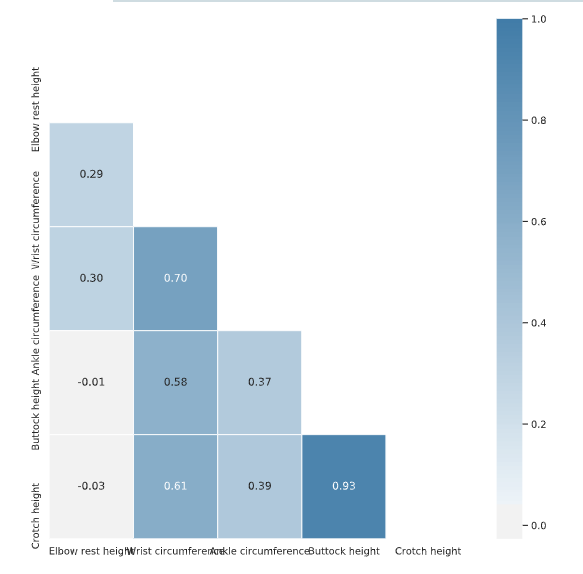 1.0
Elbow rest height
0.8
0.29
Wrist circumference
0.6
0.30 0.70
Ankle circumference
0.4
-0.01 0.58 0.37
Buttock height
0.2
-0.03 0.61 0.39 0.93
Crotch height
0.0
Elbow rest height Wrist circumference Ankle circumference Buttock height Crotch height